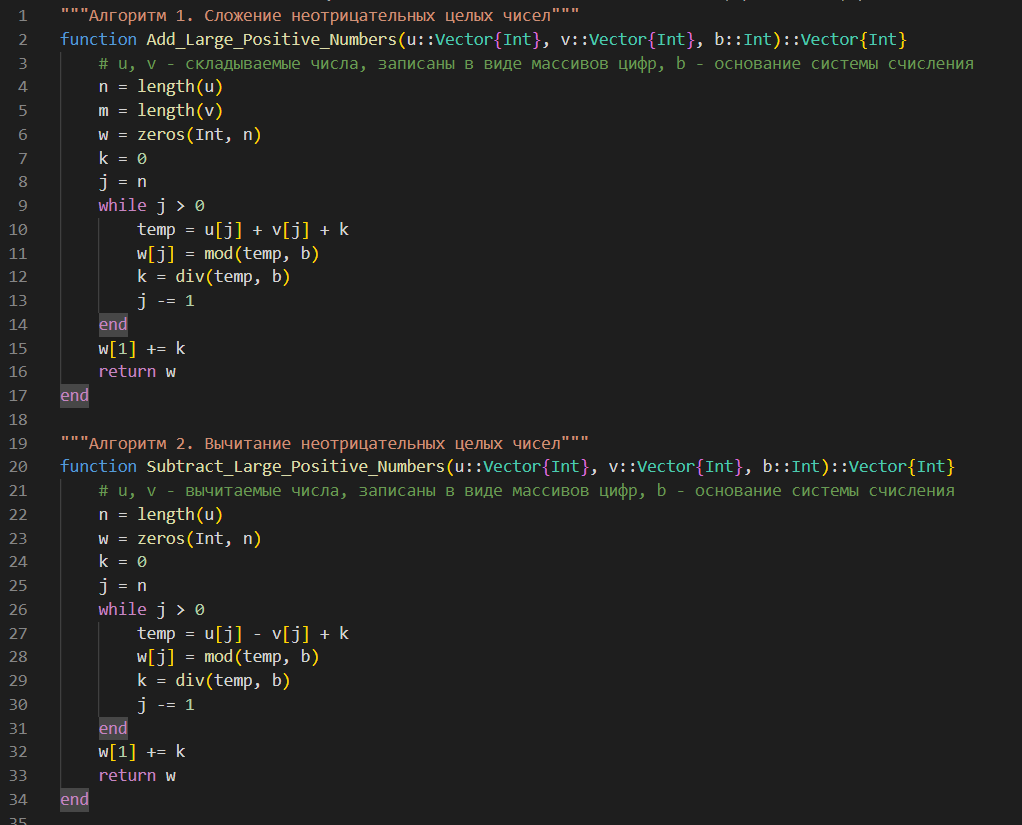 1 """Алгоритм 1. Сложение неотрицательных целых чисел"""
2 function Add_Large_Positive_Numbers(u::Vector{Int}, v::Vector{Int}, b::Int)::Vector{Int}
3 # u, v - складываемые числа, записаны в виде массивов цифр, b - основание системы счисления
4 n = length(u)
5 m = length(v)
6 w = zeros(Int, n)
7 k = 0
8 j = n
9 while j > 0
10 temp = u[j] + v[j] + k
11 w[j] = mod(temp, b)
12 k = div(temp, b)
13 j -= 1
14 end
15 w[1] += k
16 return w
17 end
18
19 """Алгоритм 2. Вычитание неотрицательных целых чисел"""
20 function Subtract_Large_Positive_Numbers(u::Vector{Int}, v::Vector{Int}, b::Int)::Vector{Int}
21 # u, v - вычитаемые числа, записаны в виде массивов цифр, b - основание системы счисления
22 n = length(u)
23 w = zeros(Int, n)
24 k = 0
25 j = n
26 while j > 0
27 temp = u[j] - v[j] + k
28 w[j] = mod(temp, b)
29 k = div(temp, b)
30 j -= 1
31 end
32 w[1] += k
33 return w
34 end
35